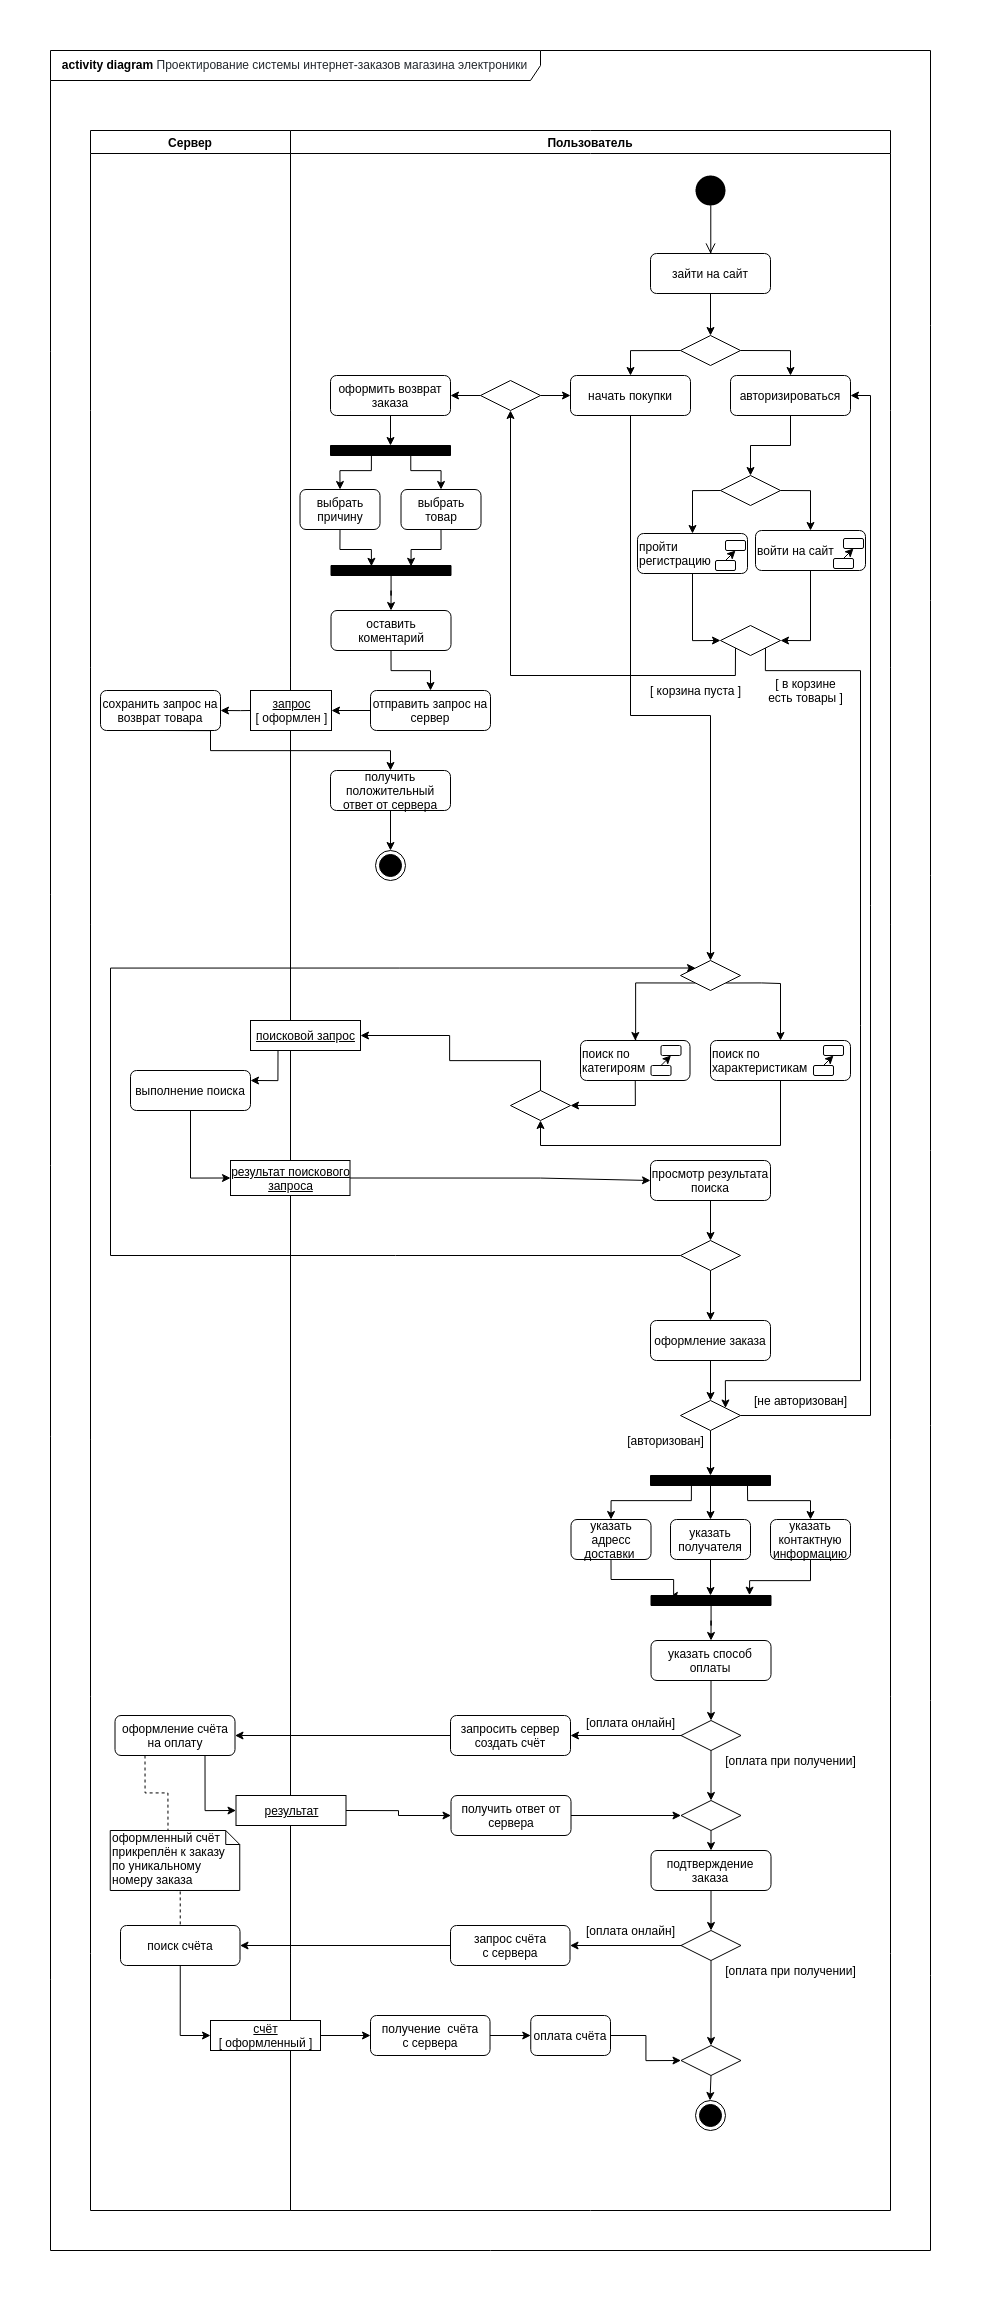 activity diagram Проектирование системы интернет-заказов магазина электроники
Сервер
Пользователь
зайти на сайт
оформить возврат
заказа
начать покупки
авторизироваться
выбрать
причину
выбрать
товар
пройти
регистрацию
войти на сайт
оставить
коментарий
[ корзина пуста ]
[ в корзине
есть товары ]
сохранить запрос на
возврат товара
запрос
[ оформлен ]
отправить запрос на
сервер
получить
положительный
ответ от сервера
поисковой запрос
поиск по
категироям
поиск по
характеристикам
выполнение поиска
результат поискового
запроса
просмотр результата
поиска
оформление заказа
[не авторизован]
[авторизован]
указать
адресс
доставки
указать
получателя
указать
контактную
информацию
указать способ
оплаты
оформление счёта
на оплату
запросить сервер
создать счёт
[оплата онлайн]
[оплата при получении]
результат
получить ответ от
сервера
оформленный счёт
прикреплён к заказу
по уникальному
номеру заказа
подтверждение
заказа
поиск счёта
запрос счёта
с сервера
[оплата онлайн]
[оплата при получении]
счёт
[ оформленный ]
получение  счёта
с сервера
оплата счёта